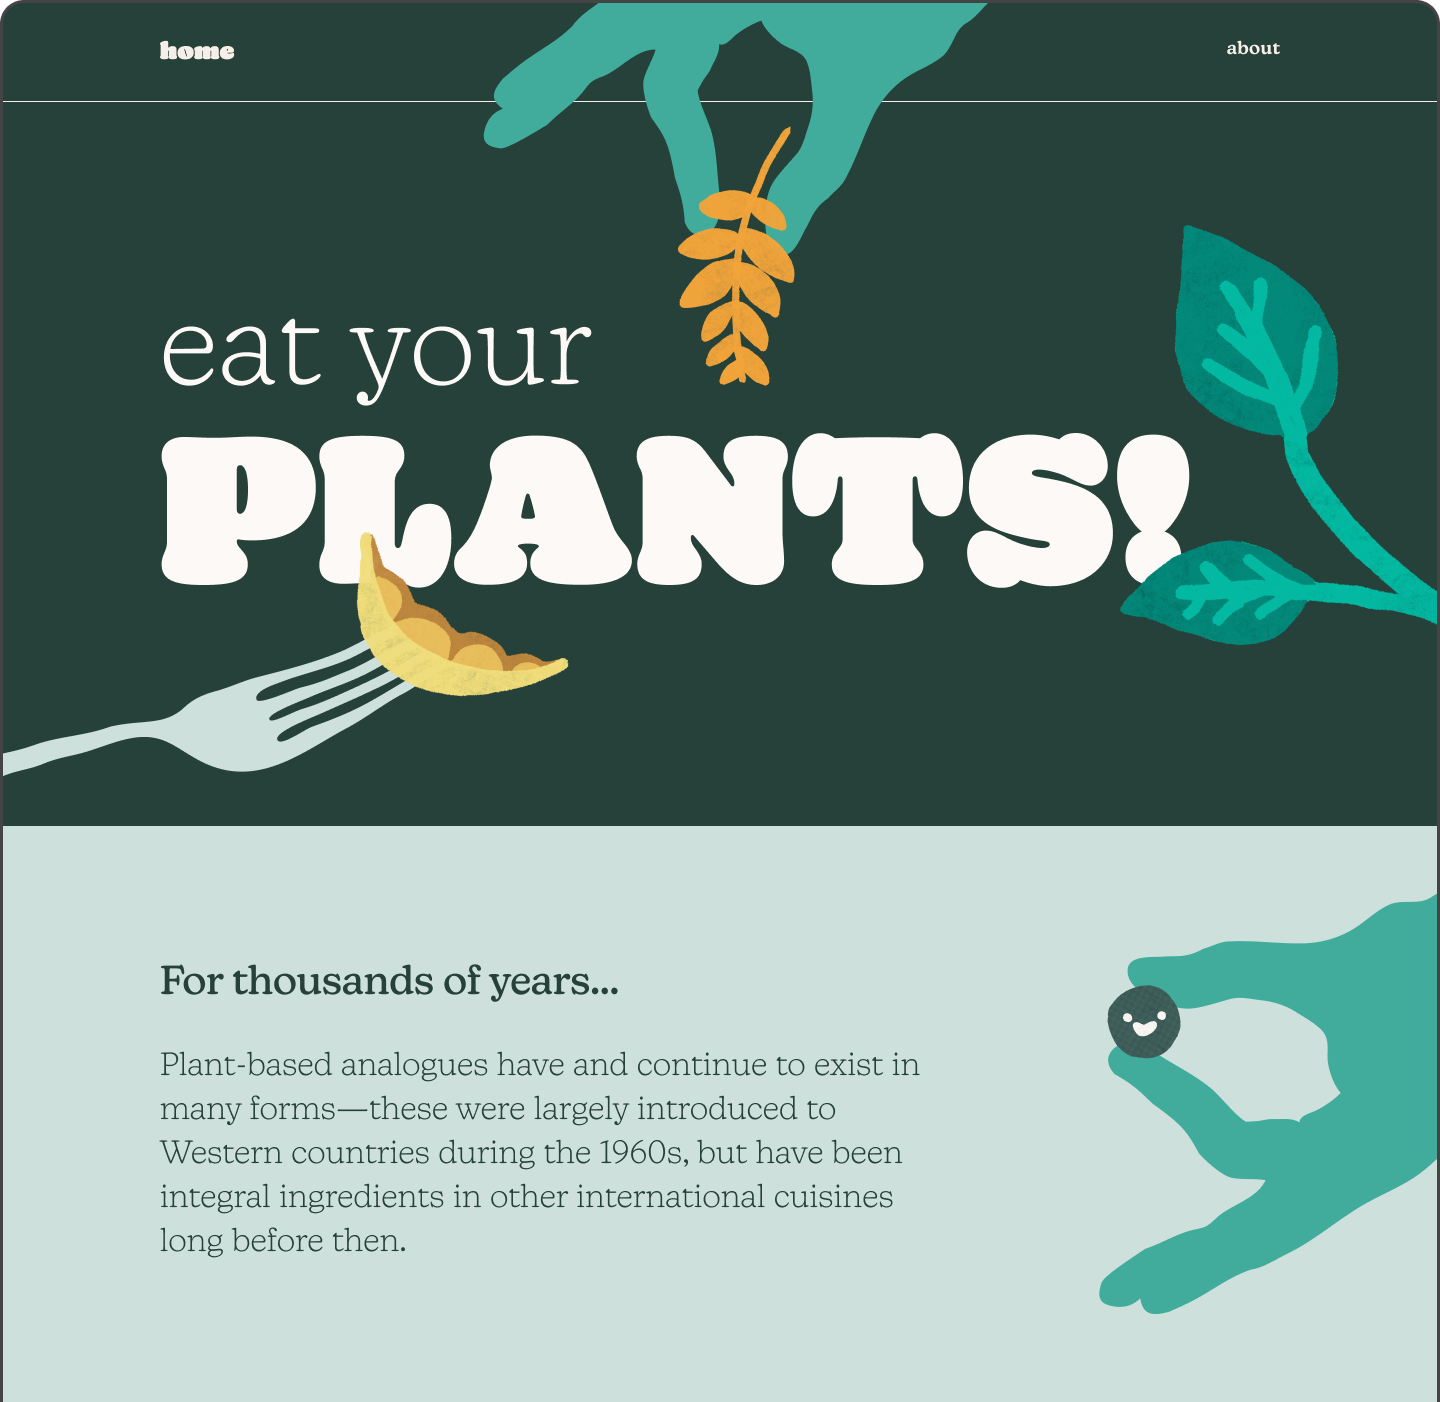 home
about
eat your
PLANTS!
For thousands of years...
Plant-based analogues have and continue to exist in
many forms—these were largely introduced to
Western countries during the 1960s, but have been
integral ingredients in other international cuisines
long before then.